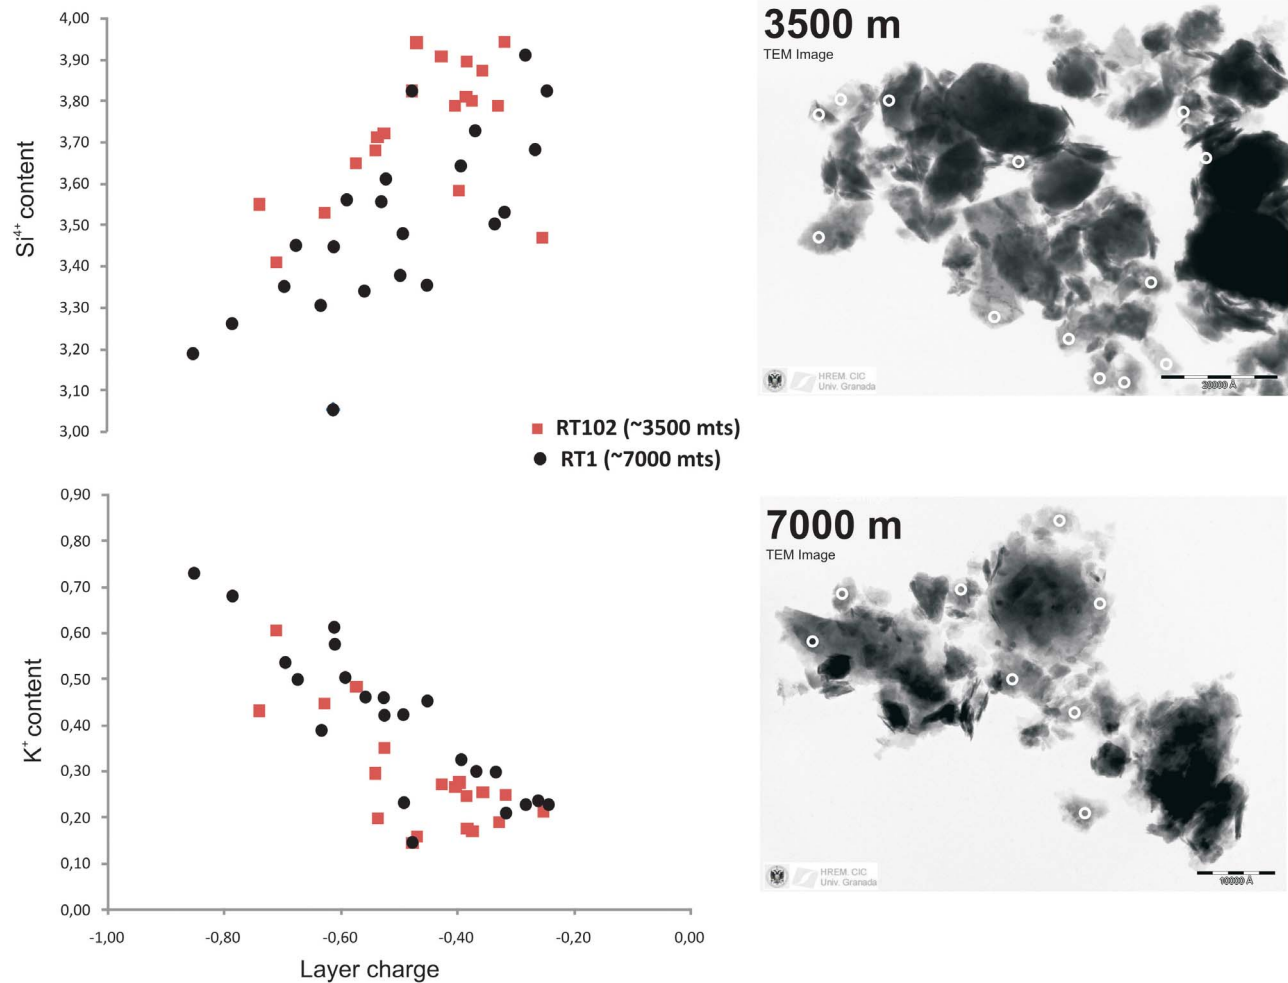 4,00
3,90
3,80
3,70
3,60
3,50
3,40
3,30
3,20
3,10
3,00
Si4+ content
RT102 (~3500 mts)
RT1 (~7000 mts)
0,90
0,80
0,70
0,60
0,50
0,40
0,30
0,20
0,10
0,00
K+ content
-1,00 -0,80 -0,60 -0,40 -0,20 0,00
Layer charge
3500 m
TEM Image
HREM. CIC
Univ. Granada
20000 Å
7000 m
TEM Image
HREM. CIC
Univ. Granada
10000 Å